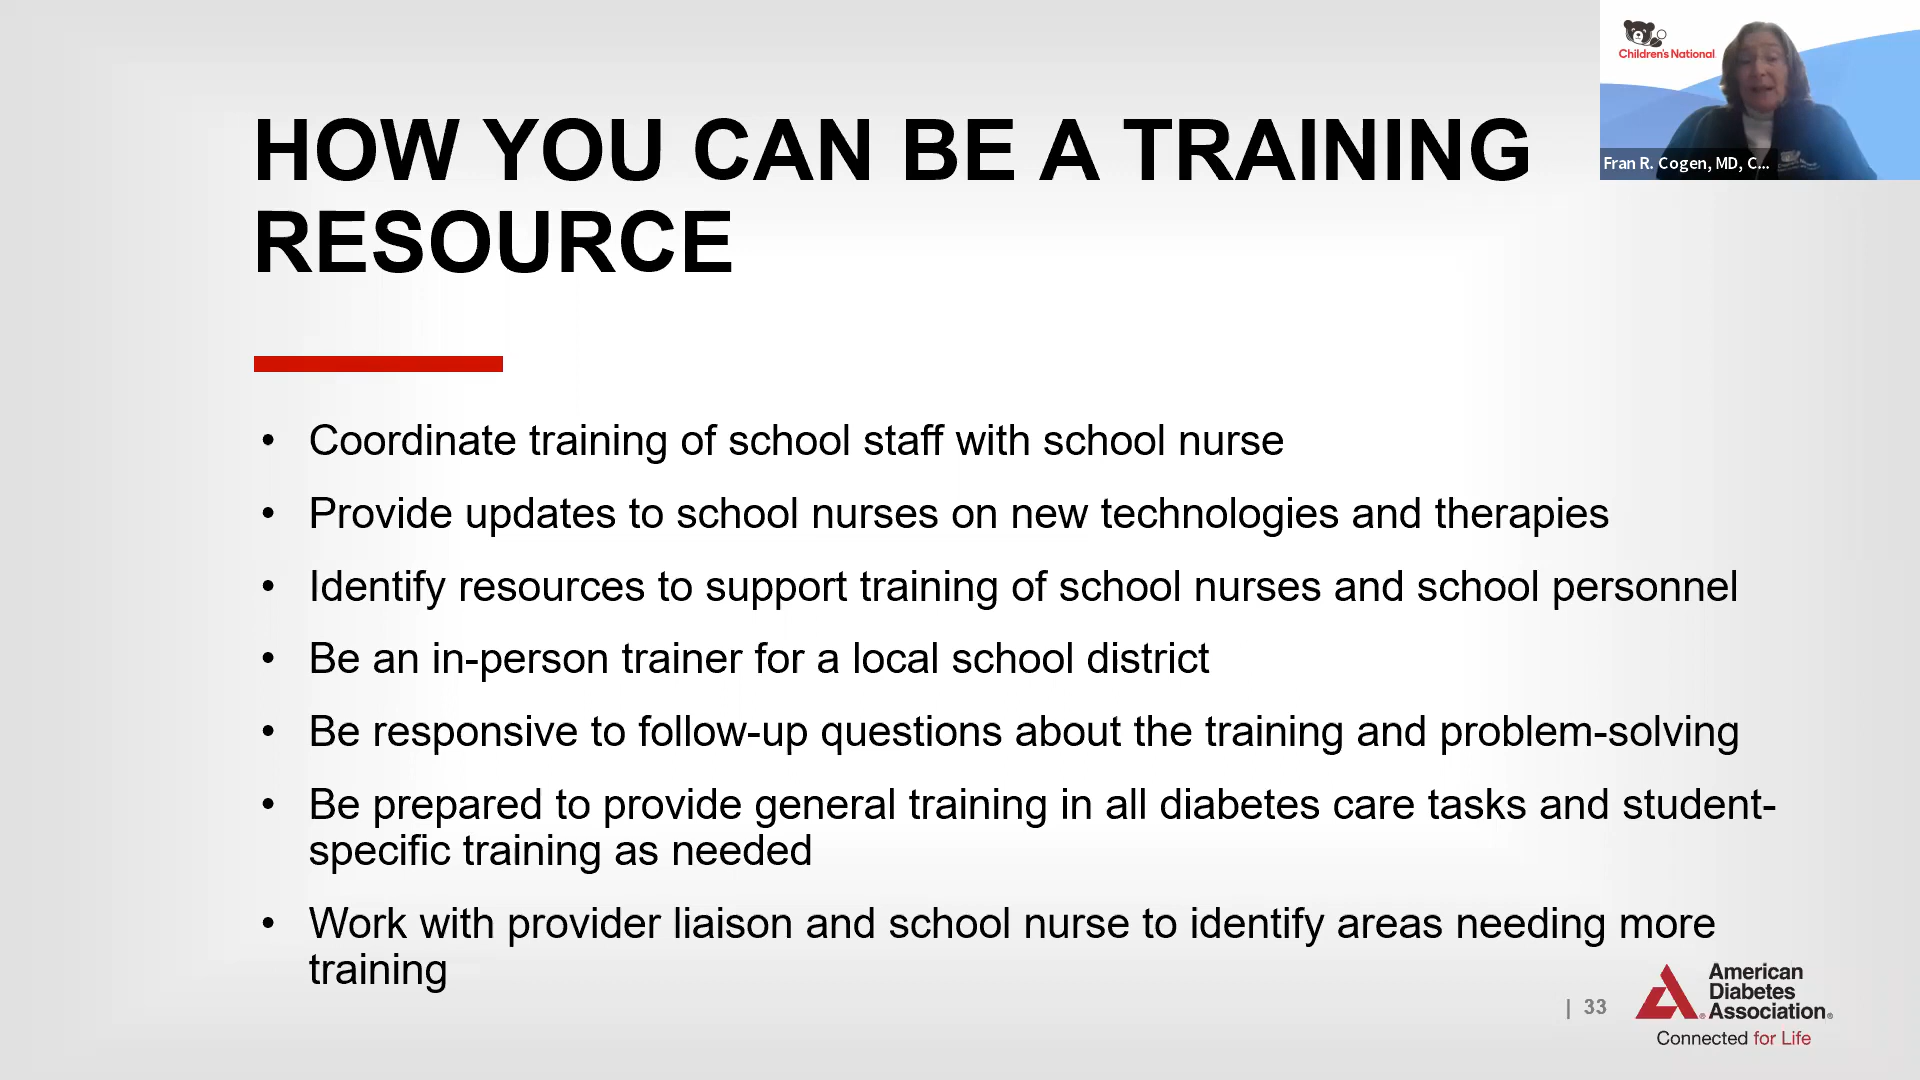 HOW YOU CAN BE A TRAINING
RESOURCE
Children's National
Fran R. Cogen, MD, C...
• Coordinate training of school staff with school nurse
• Provide updates to school nurses on new technologies and therapies
• Identify resources to support training of school nurses and school personnel
• Be an in-person trainer for a local school district
• Be responsive to follow-up questions about the training and problem-solving
• Be prepared to provide general training in all diabetes care tasks and student-
specific training as needed
• Work with provider liaison and school nurse to identify areas needing more
training
| 33
American
Diabetes
Association®
Connected for Life